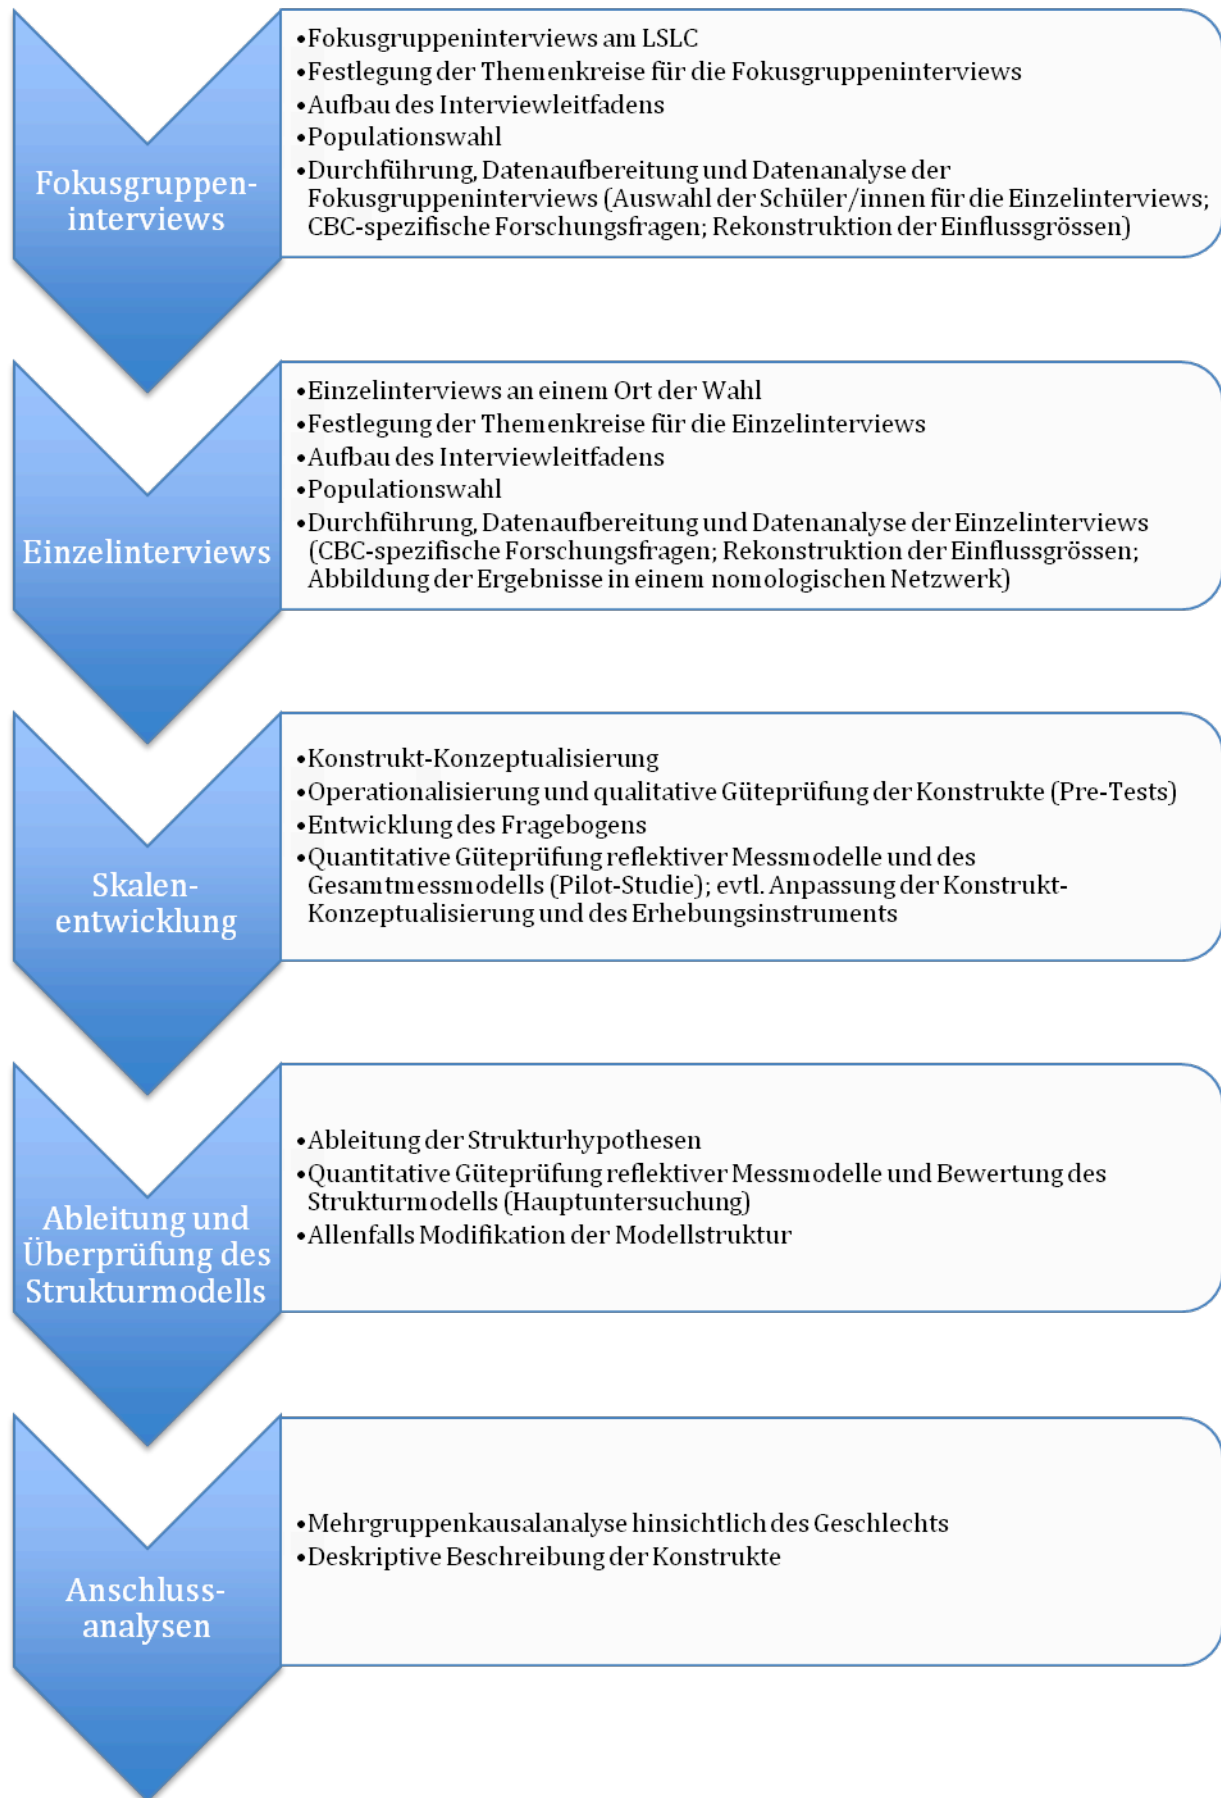 Fokusgruppen-
interviews
•Fokusgruppeninterviews am LSLC
•Festlegung der Themenkreise für die Fokusgruppeninterviews
•Aufbau des Interviewleitfadens
•Populationswahl
•Durchführung, Datenaufbereitung und Datenanalyse der
Fokusgruppeninterviews (Auswahl der Schüler/innen für die Einzelinterviews;
CBC-spezifische Forschungsfragen; Rekonstruktion der Einflussgrössen)
Einzelinterviews
•Einzelinterviews an einem Ort der Wahl
•Festlegung der Themenkreise für die Einzelinterviews
•Aufbau des Interviewleitfadens
•Populationswahl
•Durchführung, Datenaufbereitung und Datenanalyse der Einzelinterviews
(CBC-spezifische Forschungsfragen; Rekonstruktion der Einflussgrössen;
Abbildung der Ergebnisse in einem nomologischen Netzwerk)
Skalen-
entwicklung
•Konstrukt-Konzeptualisierung
•Operationalisierung und qualitative Güteprüfung der Konstrukte (Pre-Tests)
•Entwicklung des Fragebogens
•Quantitative Güteprüfung reflektiver Messmodelle und des
Gesamtmessmodells (Pilot-Studie); evtl. Anpassung der Konstrukt-
Konzeptualisierung und des Erhebungsinstruments
Ableitung und
Überprüfung des
Strukturmodells
•Ableitung der Strukturhypothesen
•Quantitative Güteprüfung reflektiver Messmodelle und Bewertung des
Strukturmodells (Hauptuntersuchung)
•Allenfalls Modifikation der Modellstruktur
Anschluss-
analysen
•Mehrgruppenkausalanalyse hinsichtlich des Geschlechts
•Deskriptive Beschreibung der Konstrukte